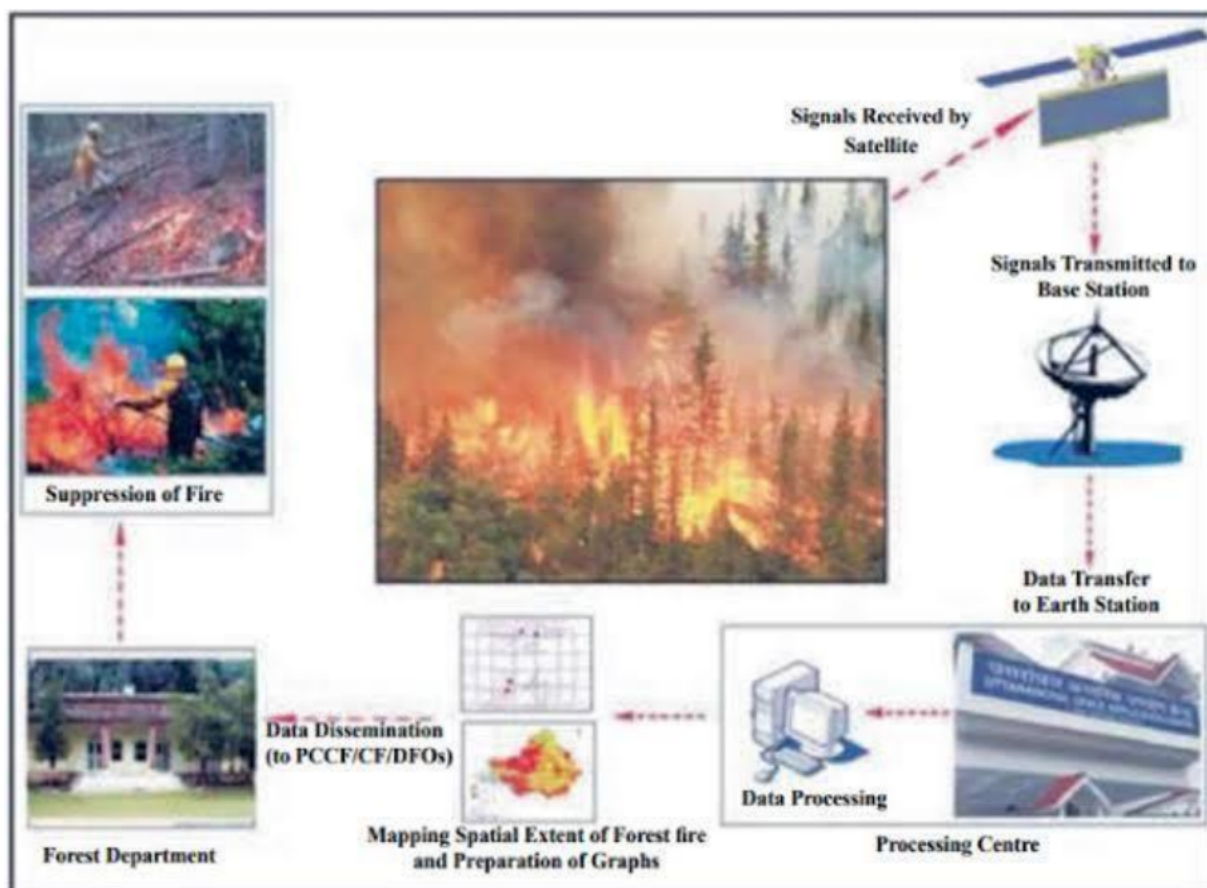 Signals Received by
Satellite
Signals Transmitted to
Base Station
Data Transfer
to Earth Station
Data Processing
Processing Centre
Mapping Spatial Extent of Forest fire
and Preparation of Graphs
Data Dissemination
(to PCCF/CF/DFOs)
Forest Department
Suppression of Fire